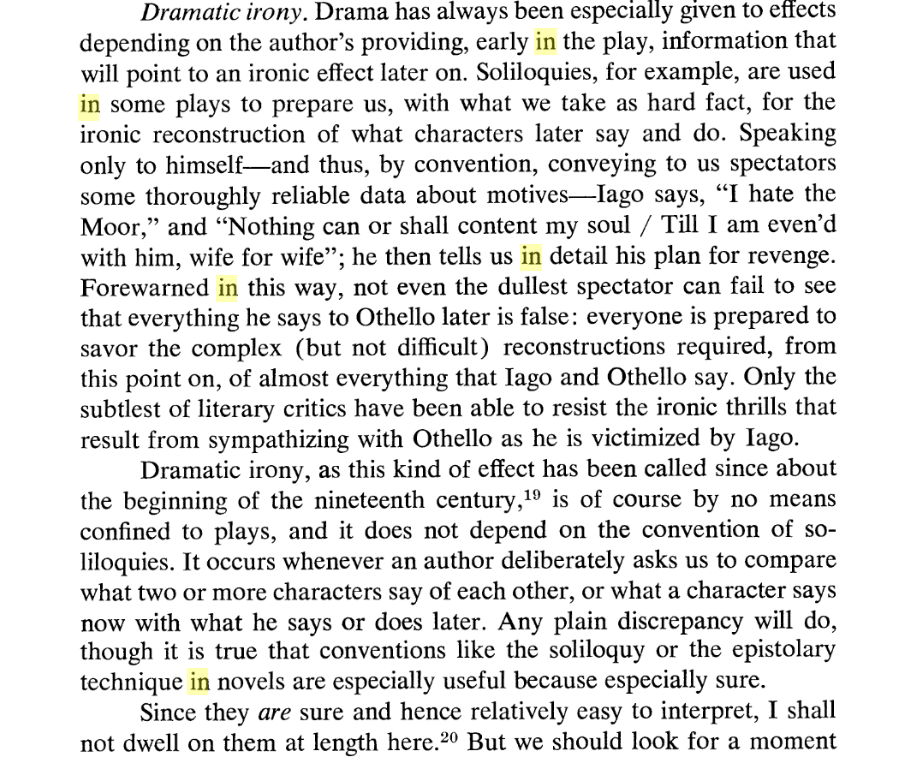 Dramatic irony. Drama has always been especially given to effects
depending on the author's providing, early in the play, information that
will point to an ironic effect later on. Soliloquies, for example, are used
in some plays to prepare us, with what we take as hard fact, for the
ironic reconstruction of what characters later say and do. Speaking
only to himself—and thus, by convention, conveying to us spectators
some thoroughly reliable data about motives—Iago says, “I hate the
Moor,” and “Nothing can or shall content my soul / Till I am even’d
with him, wife for wife”; he then tells us in detail his plan for revenge.
Forewarned in this way, not even the dullest spectator can fail to see
that everything he says to Othello later is false: everyone is prepared to
savor the complex (but not difficult) reconstructions required, from
this point on, of almost everything that Iago and Othello say. Only the
subtlest of literary critics have been able to resist the ironic thrills that
result from sympathizing with Othello as he is victimized by Iago.
Dramatic irony, as this kind of effect has been called since about
the beginning of the nineteenth century,¹⁹ is of course by no means
confined to plays, and it does not depend on the convention of so-
liloquies. It occurs whenever an author deliberately asks us to compare
what two or more characters say of each other, or what a character says
now with what he says or does later. Any plain discrepancy will do,
though it is true that conventions like the soliloquy or the epistolary
technique in novels are especially useful because especially sure.
Since they are sure and hence relatively easy to interpret, I shall
not dwell on them at length here.²⁰ But we should look for a moment